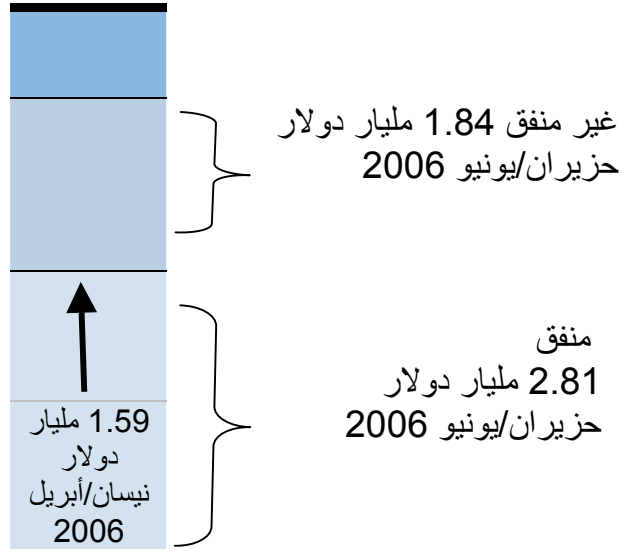 غير منفق 1.84 مليار دولار
حزيران/يونيو 2006
منفق
2.81 مليار دولار
حزيران/يونيو 2006
1.59 مليار
دولار
نيسان/أبريل
2006